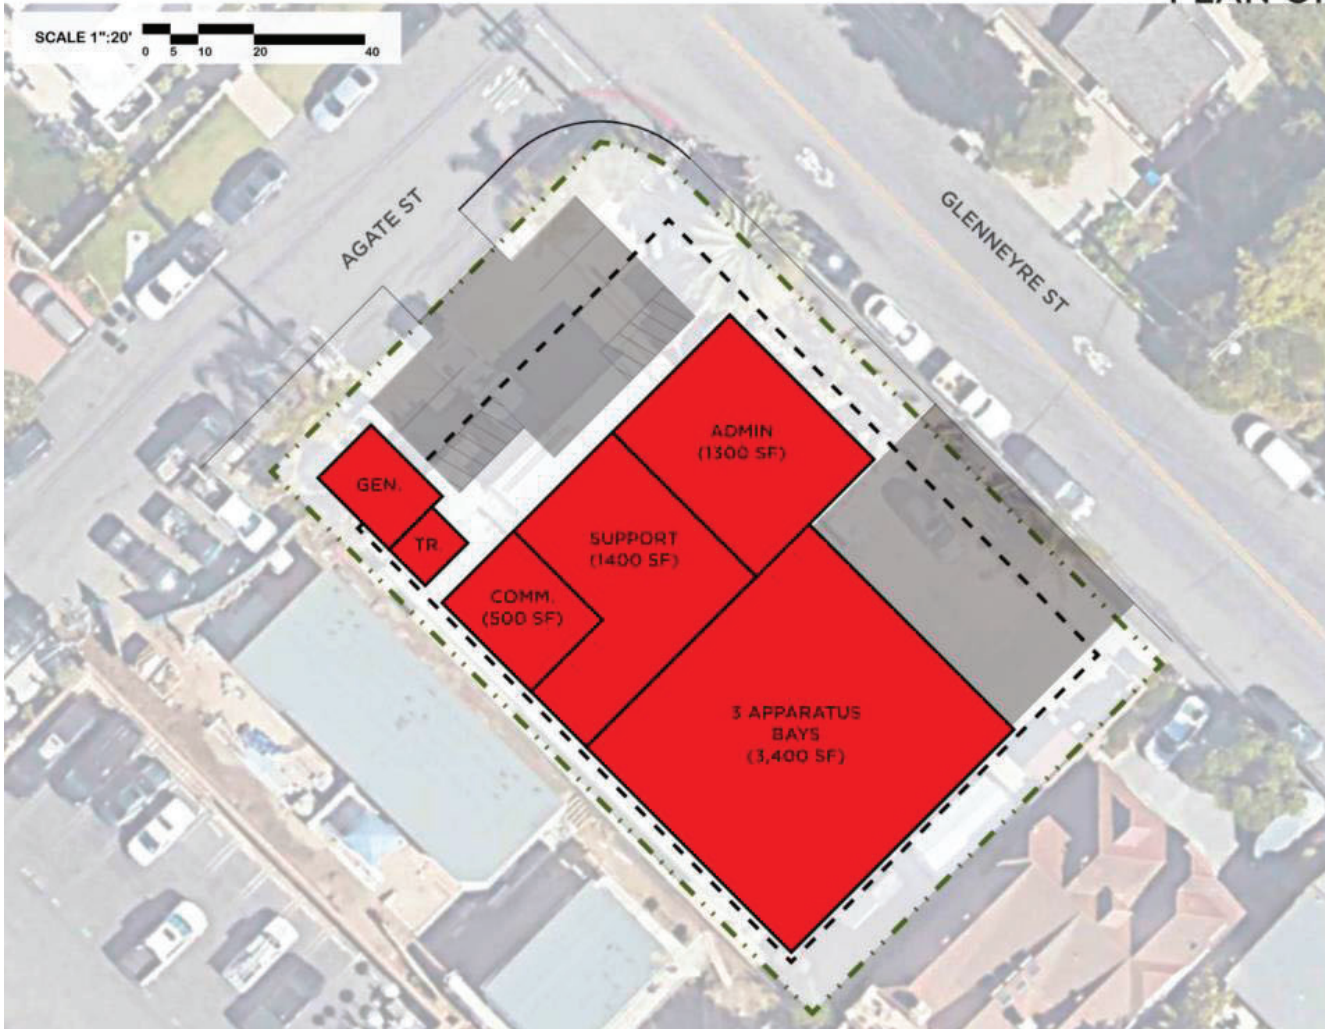 SCALE 1":20'
0 5 10 20 40
AGATE ST
GLENNEYRE ST
ADMIN
(1300 SF)
GEN.
SUPPORT
(1400 SF)
TR.
COMM.
(500 SF)
3 APPARATUS
BAYS
(3,400 SF)